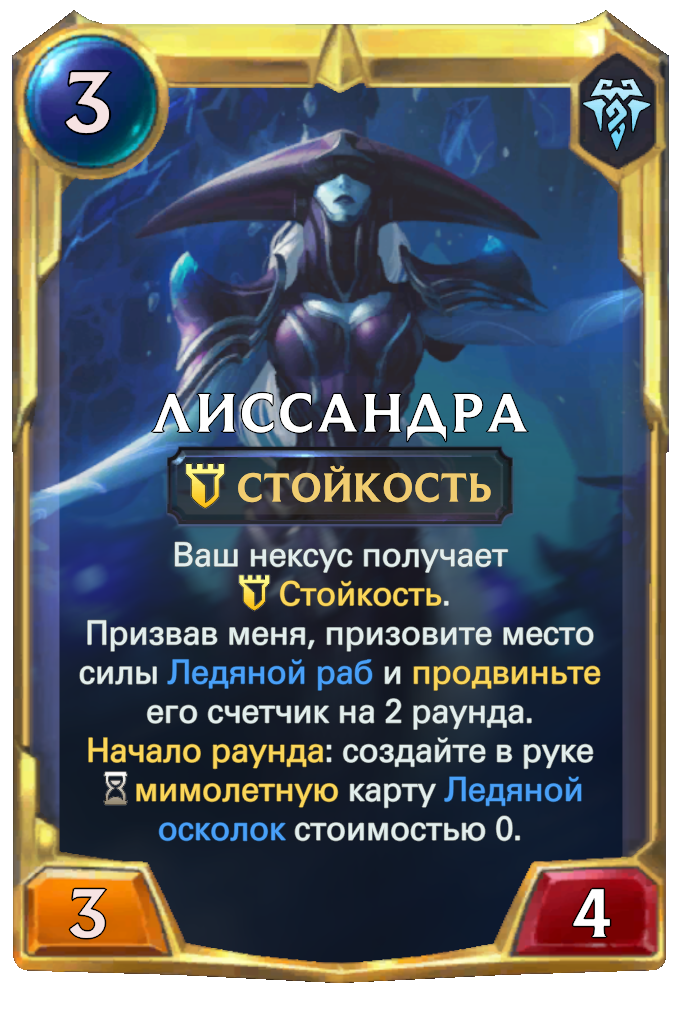 3
ЛИССАНДРА
СТОЙКОСТЬ
Ваш нексус получает
Стойкость.
Призвав меня, призовите место
силы Ледяной раб и продвиньте
его счетчик на 2 раунда.
Начало раунда: создайте в руке
мимолетную карту Ледяной
осколок стоимостью 0.
3
4